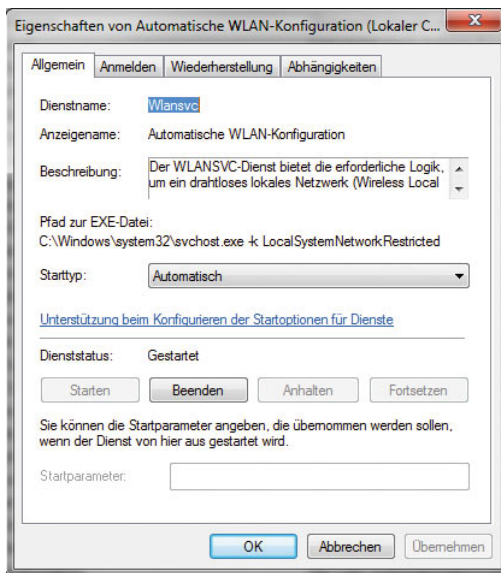 Eigenschaften von Automatische WLAN-Konfiguration (Lokaler C...
Allgemein Anmelden Wiederherstellung Abhängigkeiten
Dienstname: Wlansvc
Anzeigename: Automatische WLAN-Konfiguration
Beschreibung: Der WLANSVC-Dienst bietet die erforderliche Logik,
um ein drahtloses lokales Netzwerk (Wireless Local
Pfad zur EXE-Datei:
C:\Windows\system32\svchost.exe -k LocalSystemNetworkRestricted
Starttyp: Automatisch
Unterstützung beim Konfigurieren der Startoptionen für Dienste
Dienststatus: Gestartet
Starten Beenden Anhalten Fortsetzen
Sie können die Startparameter angeben, die übernommen werden sollen,
wenn der Dienst von hier aus gestartet wird.
Startparameter:
OK Abbrechen Übernehmen